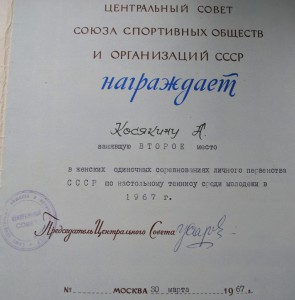 ЦЕНТРАЛЬНЫЙ СОВЕТ
СОЮЗА СПОРТИВНЫХ ОБЩЕСТВ
И ОРГАНИЗАЦИЙ СССР
награждает
Косякину А.
занявшую ВТОРОЕ место
в женских одиночных соревнованиях личного первенства
СССР по настольному теннису среди молодежи в
1967 г.
Председатель Центрального Совета
№ МОСКВА 30 марта 1967 г.